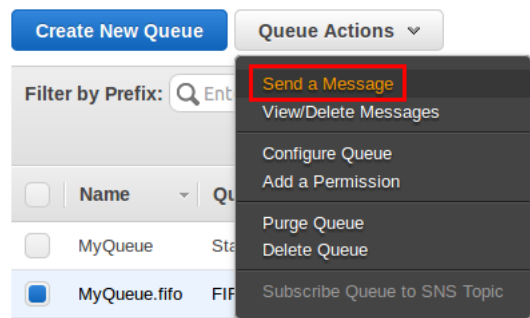 Create New Queue Queue Actions
Filter by Prefix:
Send a Message
View/Delete Messages
Configure Queue
Add a Permission
Name
Purge Queue
MyQueue
Delete Queue
MyQueue.fifo
Subscribe Queue to SNS Topic